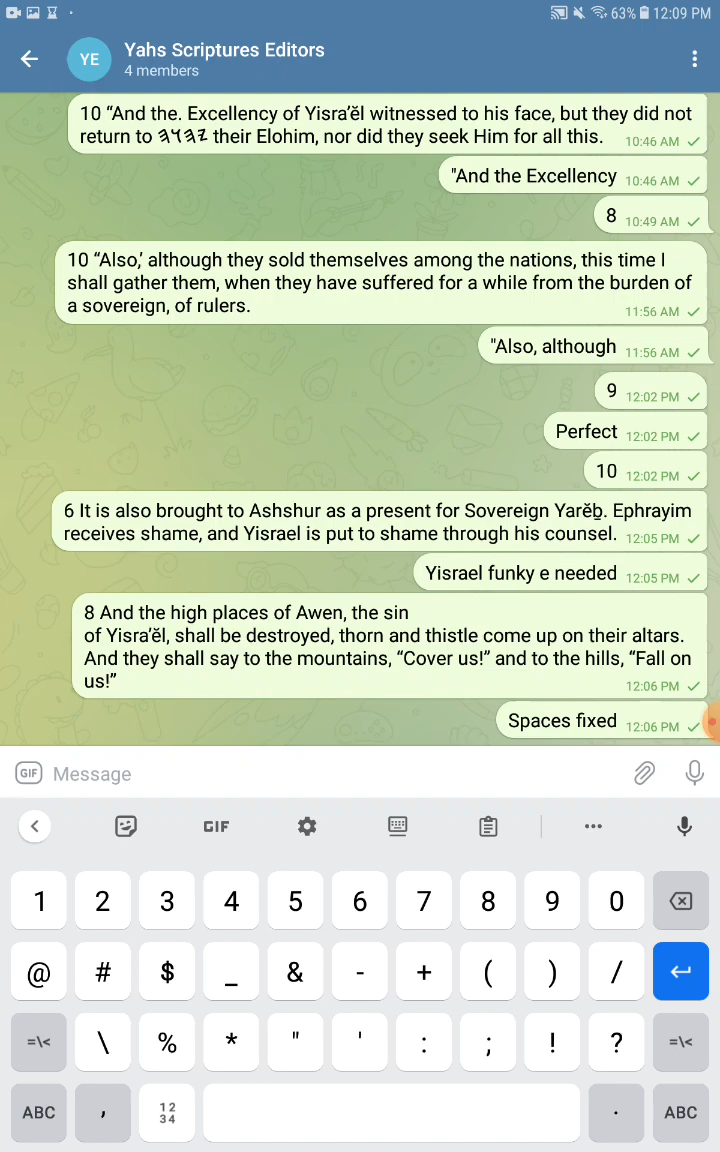 63% 12:09 PM
YE
Yahs Scriptures Editors
4 members
10 “And the. Excellency of Yisra’ĕl witnessed to his face, but they did not
return to 𐤉𐤄𐤅𐤄 their Elohim, nor did they seek Him for all this. 10:46 AM
"And the Excellency 10:46 AM
8 10:49 AM
10 “Also,’ although they sold themselves among the nations, this time I
shall gather them, when they have suffered for a while from the burden of
a sovereign, of rulers. 11:56 AM
"Also, although 11:56 AM
9 12:02 PM
Perfect 12:02 PM
10 12:02 PM
6 It is also brought to Ashshur as a present for Sovereign Yarĕḇ. Ephrayim
receives shame, and Yisrael is put to shame through his counsel. 12:05 PM
Yisrael funky e needed 12:05 PM
8 And the high places of Awen, the sin
of Yisra’ĕl, shall be destroyed, thorn and thistle come up on their altars.
And they shall say to the mountains, “Cover us!” and to the hills, “Fall on
us!” 12:06 PM
Spaces fixed 12:06 PM
GIF Message
GIF
1 2 3 4 5 6 7 8 9 0
@ # $ _ & - + ( ) /
=\< \ % * " ' : ; ! ? =\<
ABC , 12 . ABC
34